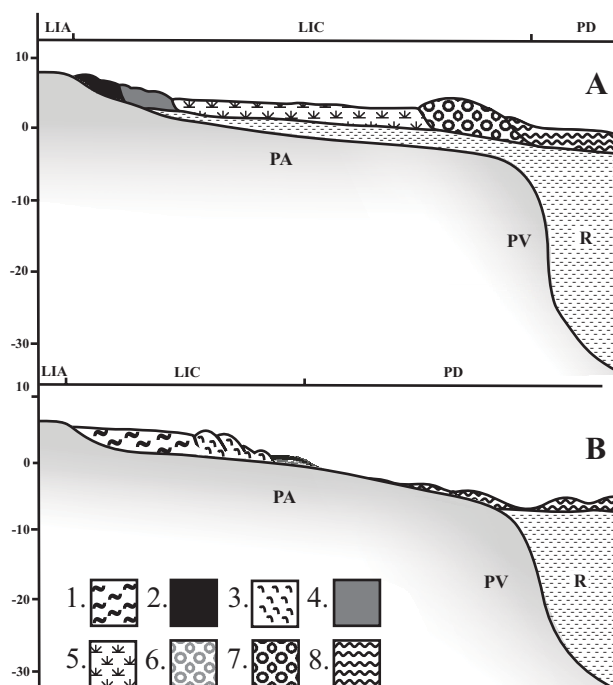 LIA LIC PD
A
10
0
-10
-20
-30
PA
PV
R
LIA LIC PD
B
10
0
-10
-20
-30
PA
PV
R
1. 2. 3. 4.
5. 6. 7. 8.